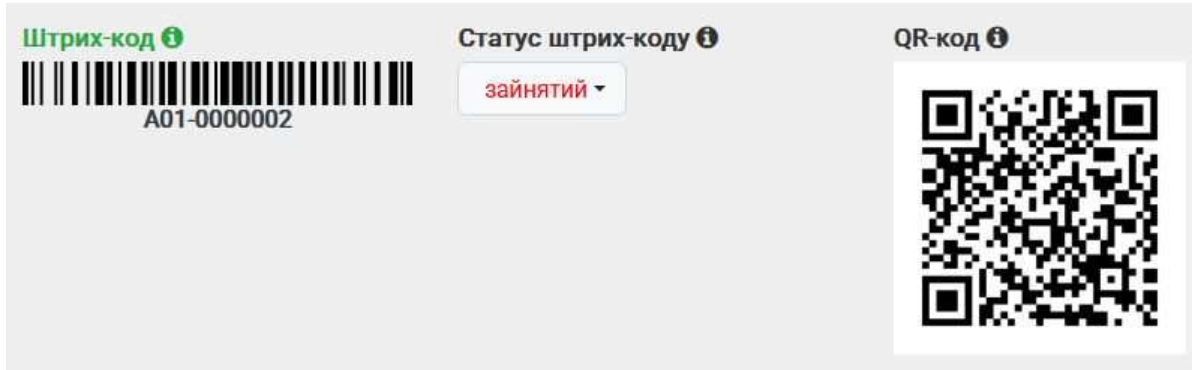 Штрих-код
A01-0000002
Статус штрих-коду
зайнятий
QR-код